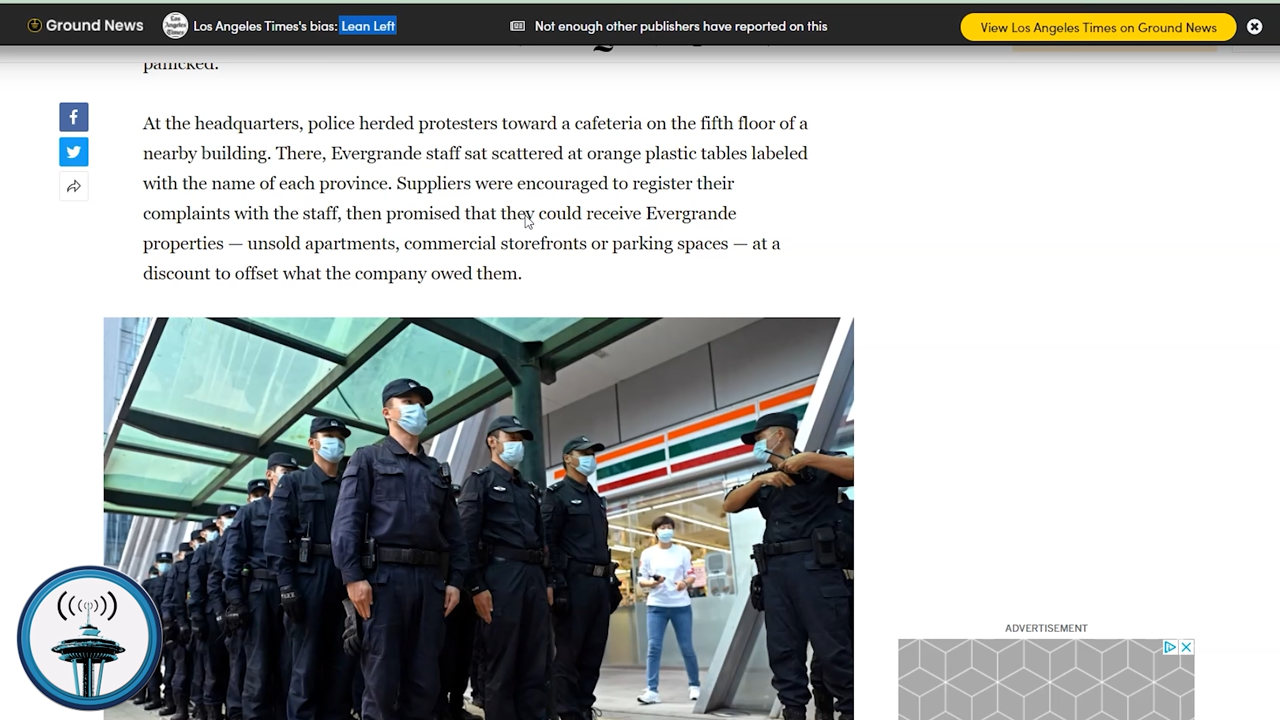 Ground News
Los Angeles Times
Los Angeles Times's bias: Lean Left
Not enough other publishers have reported on this
View Los Angeles Times on Ground News
panicked.
At the headquarters, police herded protesters toward a cafeteria on the fifth floor of a
nearby building. There, Evergrande staff sat scattered at orange plastic tables labeled
with the name of each province. Suppliers were encouraged to register their
complaints with the staff, then promised that they could receive Evergrande
properties — unsold apartments, commercial storefronts or parking spaces — at a
discount to offset what the company owed them.
ADVERTISEMENT